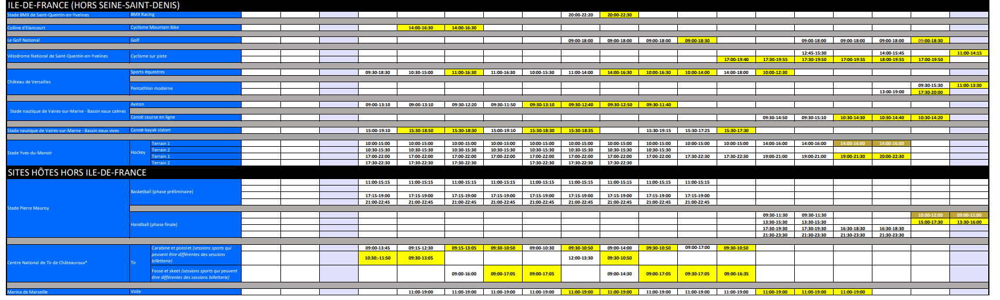 ILE-DE-FRANCE (HORS SEINE-SAINT-DENIS)
Stade BMX de Saint-Quentin-en-Yvelines BMX Racing 20:00-22:20 20:00-22:30
Colline d'Elancourt Cyclisme Mountain Bike 14:00-16:30 14:00-16:30
Le Golf National Golf 09:00-18:00 09:00-18:00 09:00-18:00 09:00-18:30 09:00-18:00 09:00-18:00 09:00-18:00 09:00-18:30
12:45-15:30 14:00-15:45 11:00-14:15
Vélodrome National de Saint-Quentin-en-Yvelines Cyclisme sur piste
17:00-19:40 17:30-19:55 17:30-19:50 17:00-19:55 18:00-19:55 17:00-19:50
Sports équestres 09:30-18:30 10:30-15:00 11:00-16:30 11:00-16:30 10:00-15:30 11:00-14:00 14:00-16:30 10:00-16:30 10:00-14:00 14:00-18:00 10:00-12:30
Château de Versailles
09:30-15:30 11:00-13:30
Pentathlon moderne
13:00-19:00 17:30-20:00
Aviron 09:00-13:10 09:00-13:10 09:30-12:20 09:30-11:50 09:30-13:10 09:30-12:40 09:30-12:50 09:30-11:40
Stade nautique de Vaires-sur-Marne - Bassin eaux calmes
Canoë course en ligne 09:30-14:50 09:30-15:10 10:30-14:30 10:30-14:40 10:30-14:20
Stade nautique de Vaires-sur-Marne - Bassin eaux vives Canoë-kayak slalom 15:00-19:10 15:30-18:50 15:30-18:30 15:00-19:10 15:30-18:30 15:30-18:35 15:30-19:15 15:30-17:25 15:30-17:30
Terrain 1 10:00-15:00 10:00-15:00 10:00-15:00 10:00-15:00 10:00-15:00 10:00-15:00 10:00-15:00 10:00-15:00 10:00-15:00 10:00-15:00 14:00-16:00 14:00-16:00 14:00-16:00 14:00-16:00
Terrain 2 10:30-15:30 10:30-15:30 10:30-15:30 10:30-15:30 10:30-15:30 10:30-15:30 10:30-15:30 10:30-15:30
Stade Yves-du-Manoir Hockey
Terrain 1 17:00-22:00 17:00-22:00 17:00-22:00 17:00-22:00 17:00-22:00 17:00-22:00 17:00-22:00 17:00-22:00 17:30-22:30 17:30-22:30 19:00-21:00 19:00-21:00 19:00-21:30 20:00-22:30
Terrain 2 17:30-22:30 17:30-22:30 17:30-22:30 17:30-22:30 17:30-22:30 17:30-22:30
SITES HÔTES HORS ILE-DE-FRANCE
11:00-15:15 11:00-15:15 11:00-15:15 11:00-15:15 11:00-15:15 11:00-15:15 11:00-15:15 11:00-15:15 11:00-15:15
Basketball (phase préliminaire)
17:15-19:00 17:15-19:00 17:15-19:00 17:15-19:00 17:15-19:00 17:15-19:00 17:15-19:00 17:15-19:00 17:15-19:00
21:00-22:45 21:00-22:45 21:00-22:45 21:00-22:45 21:00-22:45 21:00-22:45 21:00-22:45 21:00-22:45 21:00-22:45
Stade Pierre Mauroy
09:30-11:30 09:30-11:30 10:00-12:00 09:00-11:00
13:30-15:30 13:30-15:30 15:00-17:30 13:30-16:00
Handball (phase finale)
17:30-19:30 17:30-19:30 16:30-18:30 16:30-18:30
21:30-23:30 21:30-23:30 21:30-23:30 21:30-23:30
Carabine et pistolet (sessions sports qui 09:00-13:45 09:15-12:30 09:15-13:05 09:30-10:50 09:00-10:30 09:30-10:50 09:00-14:00 09:30-10:50 09:00-17:00 09:30-10:50
peuvent être différentes des sessions
billetterie) 10:30:-11:50 09:30-13:05 12:00-13:30 09:30-10:50
Centre National de Tir de Châteauroux* Tir
Fosse et skeet (sessions sports qui peuvent
être différentes des sessions billetterie) 09:00-16:00 09:00-17:05 09:00-17:05 09:00-14:30 09:00-17:05 09:30-17:05 09:00-16:35
Marina de Marseille Voile 11:00-19:00 11:00-19:00 11:00-19:00 11:00-19:00 11:00-19:00 11:00-19:00 11:00-19:00 11:00-19:00 11:00-19:00 11:00-19:00 11:00-19:00 11:00-19:00